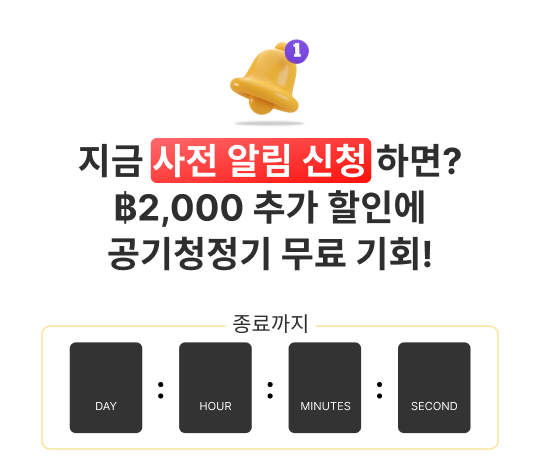 1
지금 사전 알림 신청 하면?
฿2,000 추가 할인에
공기청정기 무료 기회!
종료까지
DAY : HOUR : MINUTES : SECOND